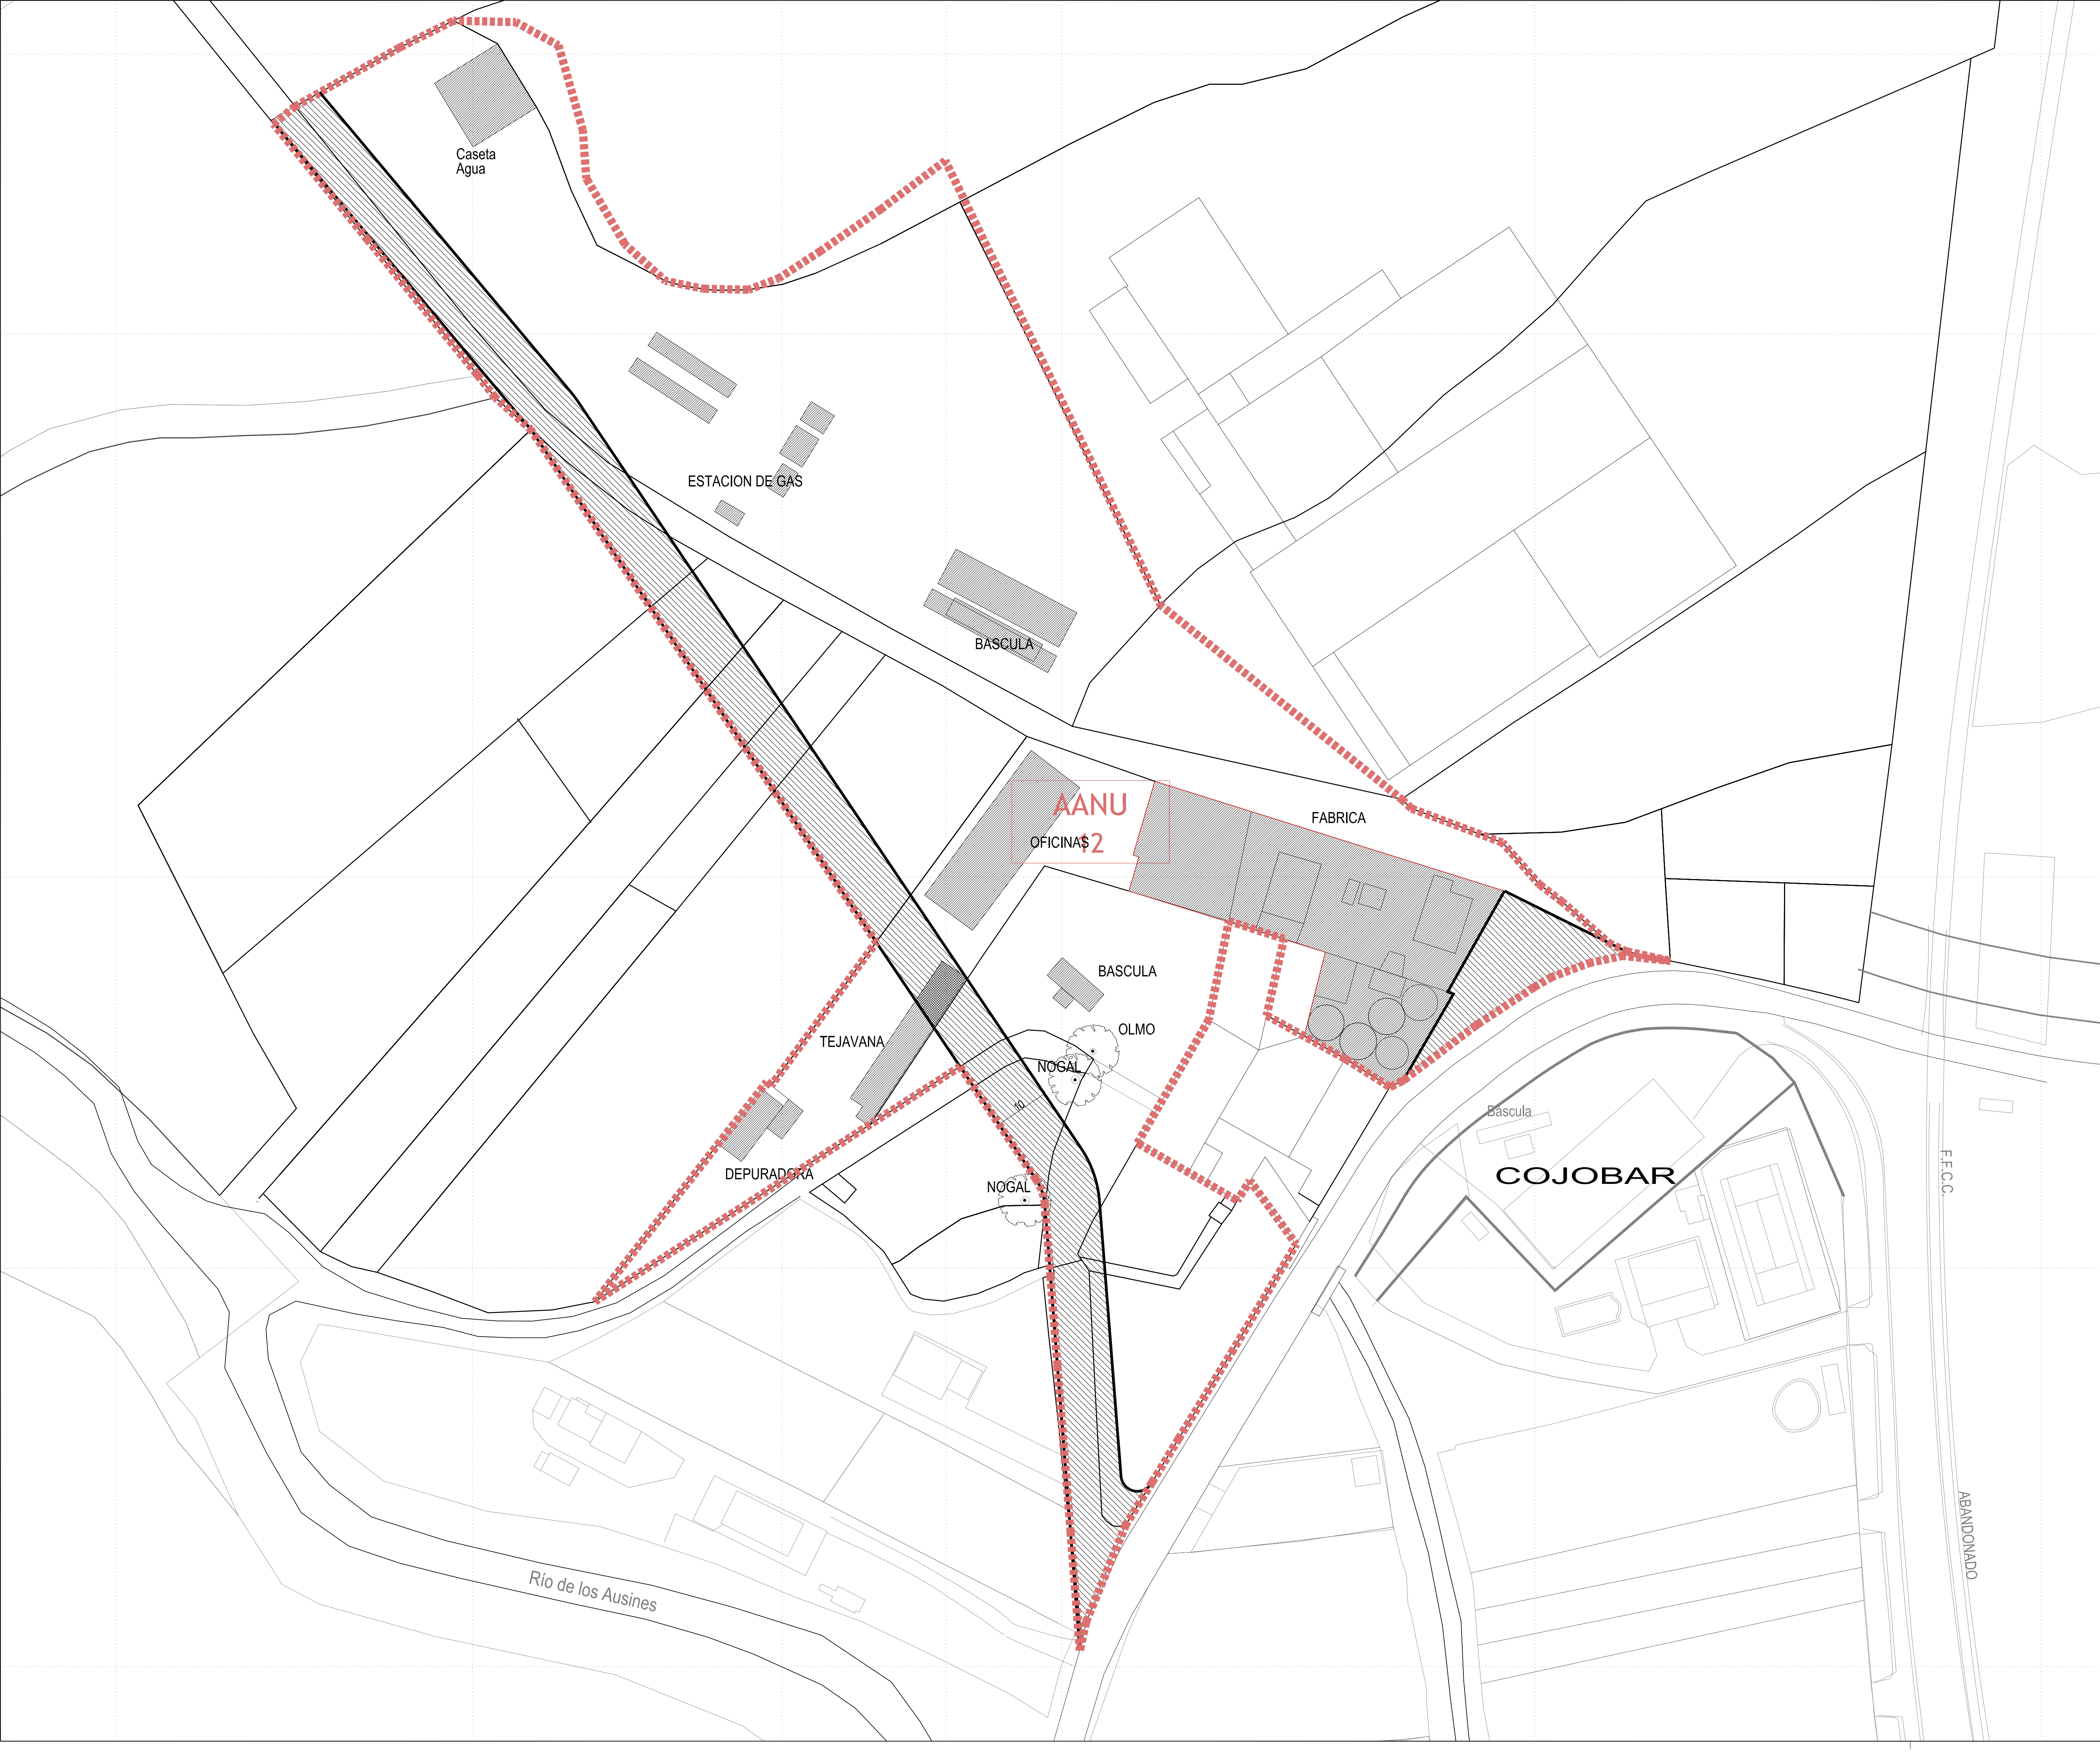 Caseta
Agua
ESTACION DE GAS
BASCULA
AANU
12
OFICINAS
FABRICA
BASCULA
OLMO
TEJAVANA
NOGAL
10
Bascula
DEPURADORA
NOGAL
COJOBAR
F.F.C.C.
ABANDONADO
Río de los Ausines